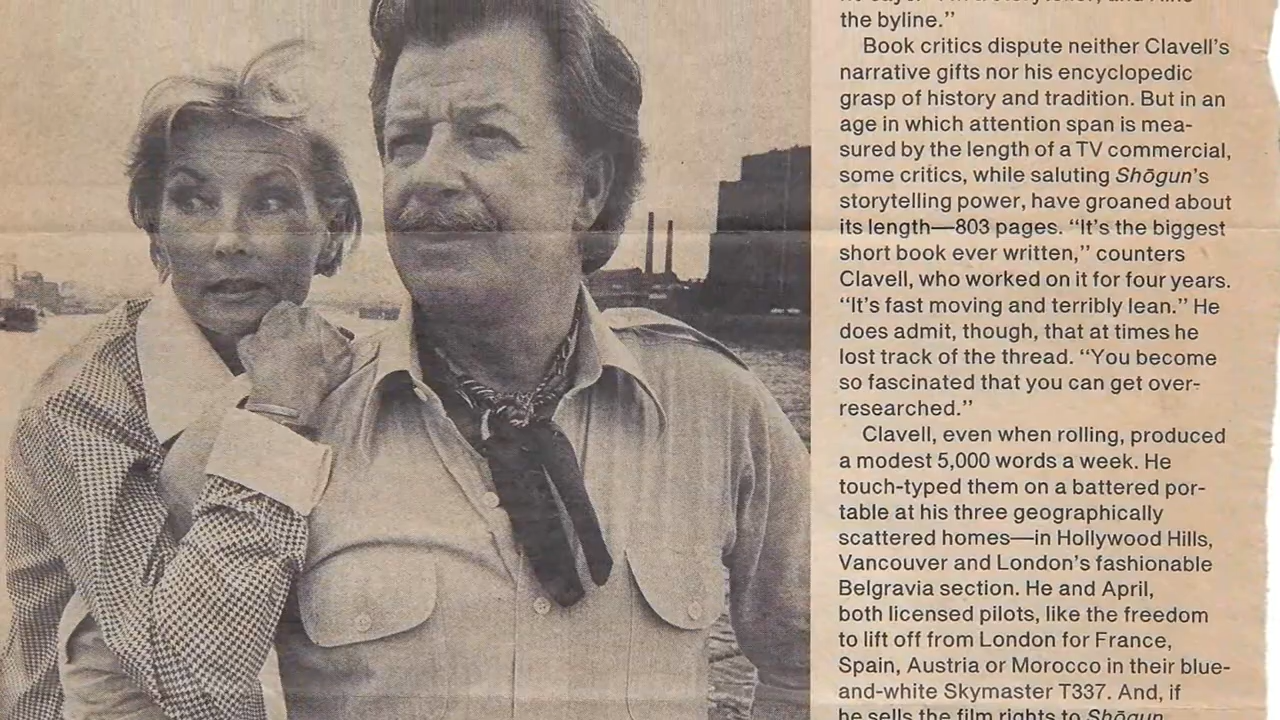 the byline.”
Book critics dispute neither Clavell’s
narrative gifts nor his encyclopedic
grasp of history and tradition. But in an
age in which attention span is mea-
sured by the length of a TV commercial,
some critics, while saluting Shōgun’s
storytelling power, have groaned about
its length—803 pages. “It’s the biggest
short book ever written,” counters
Clavell, who worked on it for four years.
“It’s fast moving and terribly lean.” He
does admit, though, that at times he
lost track of the thread. “You become
so fascinated that you can get over-
researched.”
Clavell, even when rolling, produced
a modest 5,000 words a week. He
touch-typed them on a battered por-
table at his three geographically
scattered homes—in Hollywood Hills,
Vancouver and London’s fashionable
Belgravia section. He and April,
both licensed pilots, like the freedom
to lift off from London for France,
Spain, Austria or Morocco in their blue-
and-white Skymaster T337. And, if
he sells the film rights to Shōgun